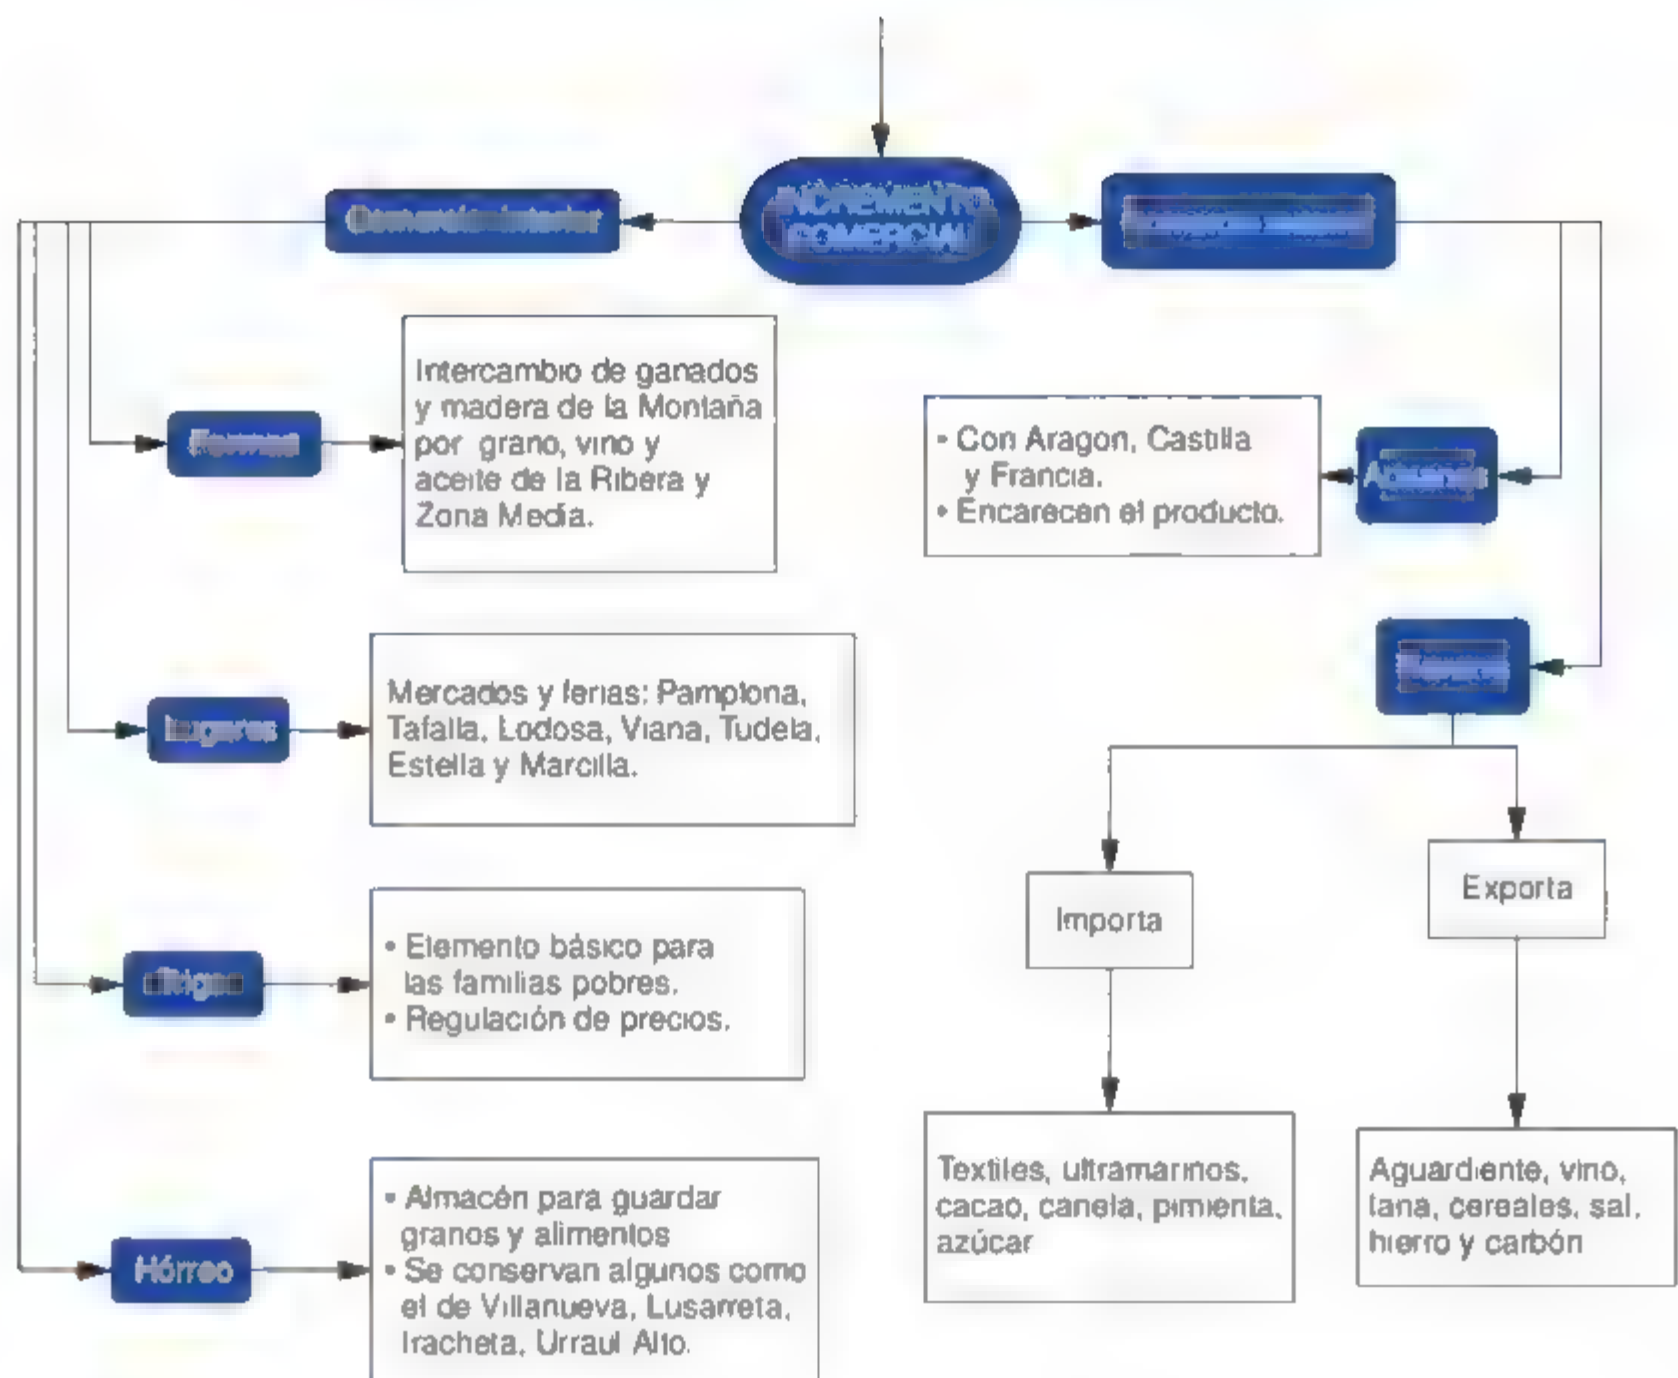 INCREMENTO
COMERCIAL
Intercambio de ganados
y madera de la Montaña
por grano, vino y
aceite de la Ribera y
Zona Media.
• Con Aragon, Castilla
y Francia.
• Encarecen el producto.
Lugares
Mercados y ferias: Pamplona,
Tafalla, Lodosa, Viana, Tudela,
Estella y Marcilla.
• Elemento básico para
las familias pobres.
• Regulación de precios.
Importa
Exporta
Hórreo
• Almacén para guardar
granos y alimentos
• Se conservan algunos como
el de Villanueva, Lusarreta,
Iracheta, Urraul Alto.
Textiles, ultramarinos,
cacao, canela, pimienta,
azúcar
Aguardiente, vino,
lana, cereales, sal,
hierro y carbón